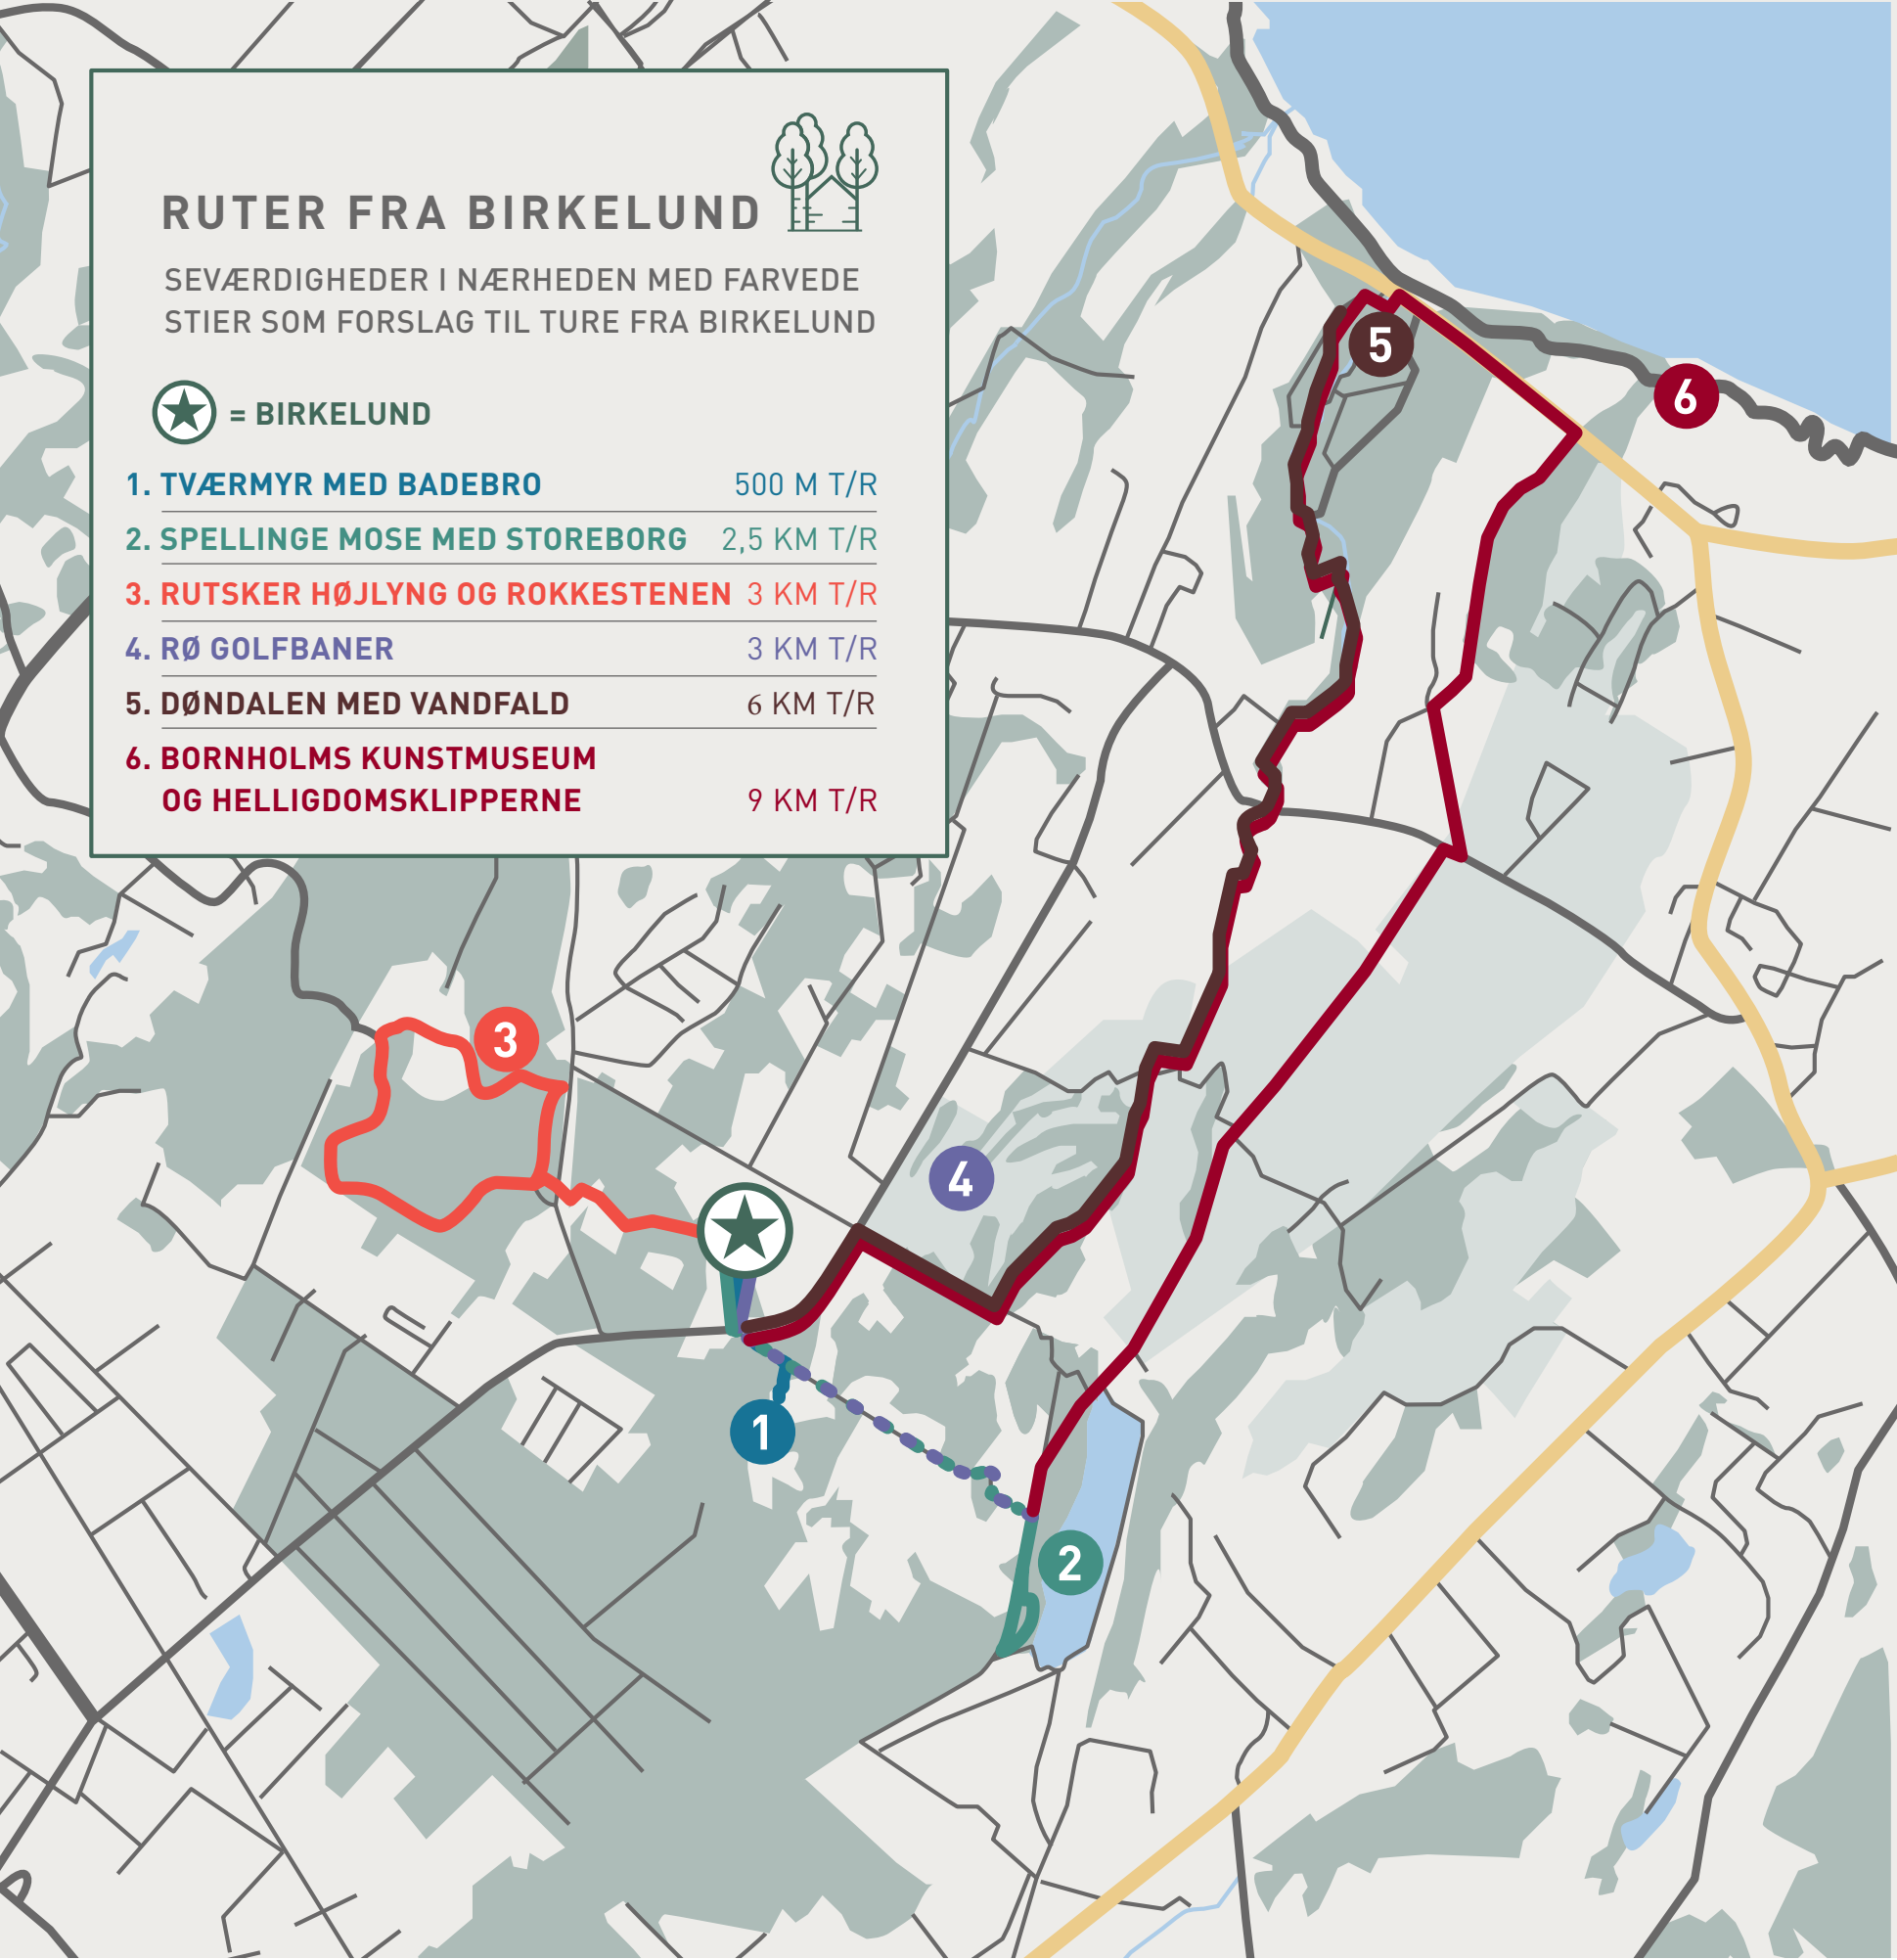 RUTER FRA BIRKELUND
SEVÆRDIGHEDER I NÆRHEDEN MED FARVEDE
STIER SOM FORSLAG TIL TURE FRA BIRKELUND
= BIRKELUND
1. TVÆRMYR MED BADEBRO 500 M T/R
2. SPELLINGE MOSE MED STOREBORG 2,5 KM T/R
3. RUTSKER HØJLYNG OG ROKKESTENEN 3 KM T/R
4. RØ GOLFBANER 3 KM T/R
5. DØNDALEN MED VANDFALD 6 KM T/R
6. BORNHOLMS KUNSTMUSEUM
OG HELLIGDOMSKLIPPERNE 9 KM T/R
5
6
3
4
1
2